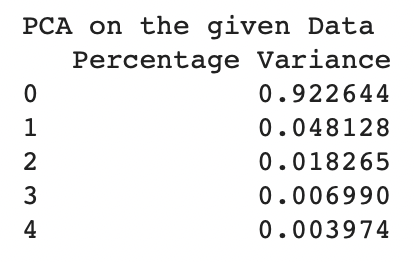 PCA on the given Data
Percentage Variance
0 0.922644
1 0.048128
2 0.018265
3 0.006990
4 0.003974